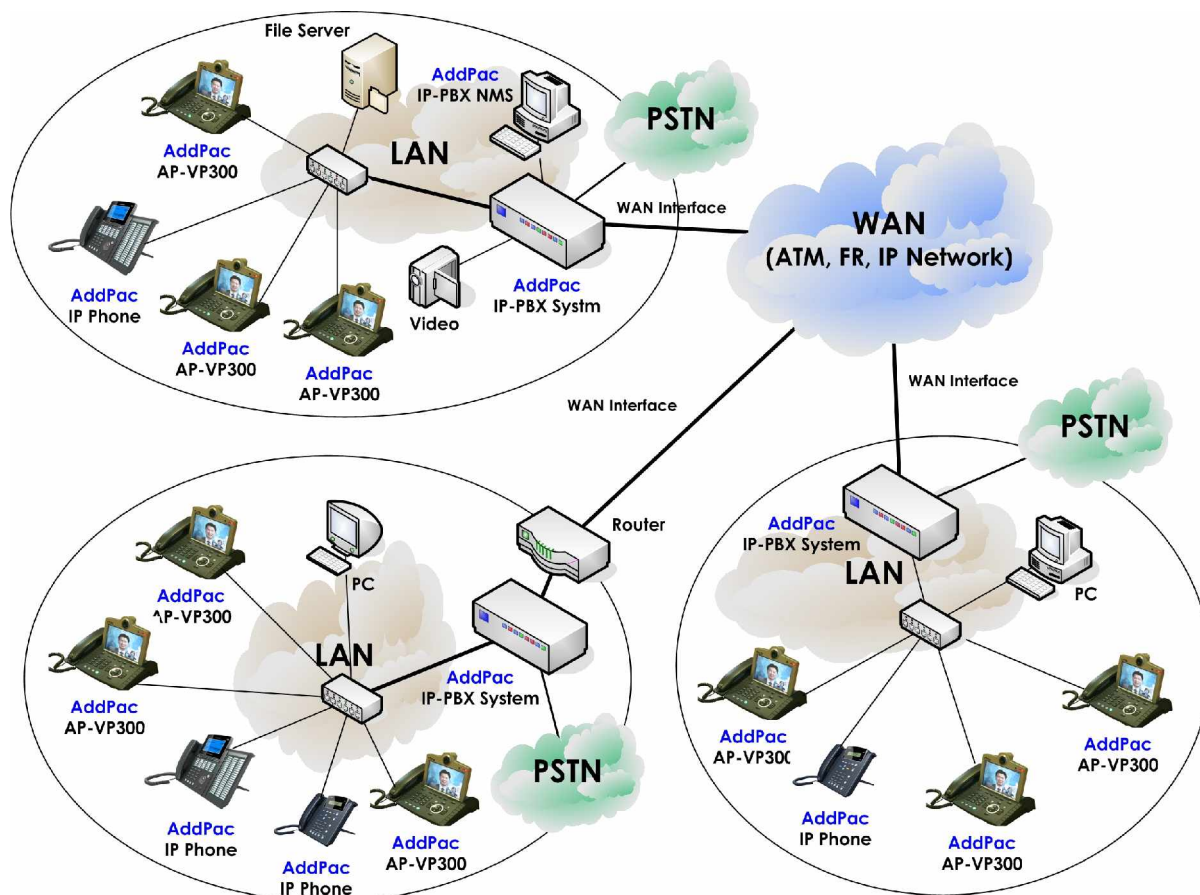 File Server
AddPac
IP-PBX NMS
PSTN
LAN
AddPac
AP-VP300
WAN Interface
WAN
(ATM, FR, IP Network)
AddPac
IP Phone
AddPac
AP-VP300
AddPac
AP-VP300
Video
AddPac
IP-PBX Systm
WAN Interface
WAN Interface
PSTN
Router
AddPac
IP-PBX System
LAN
PC
PC
AddPac
^P-VP300
LAN
AddPac
IP-PBX System
AddPac
AP-VP300
PSTN
AddPac
IP Phone
AddPac
IP Phone
AddPac
AP-VP300
AddPac
AP-VP30(
AddPac
IP Phone
AddPac
AP-VP300
AddPac
AP-VP300